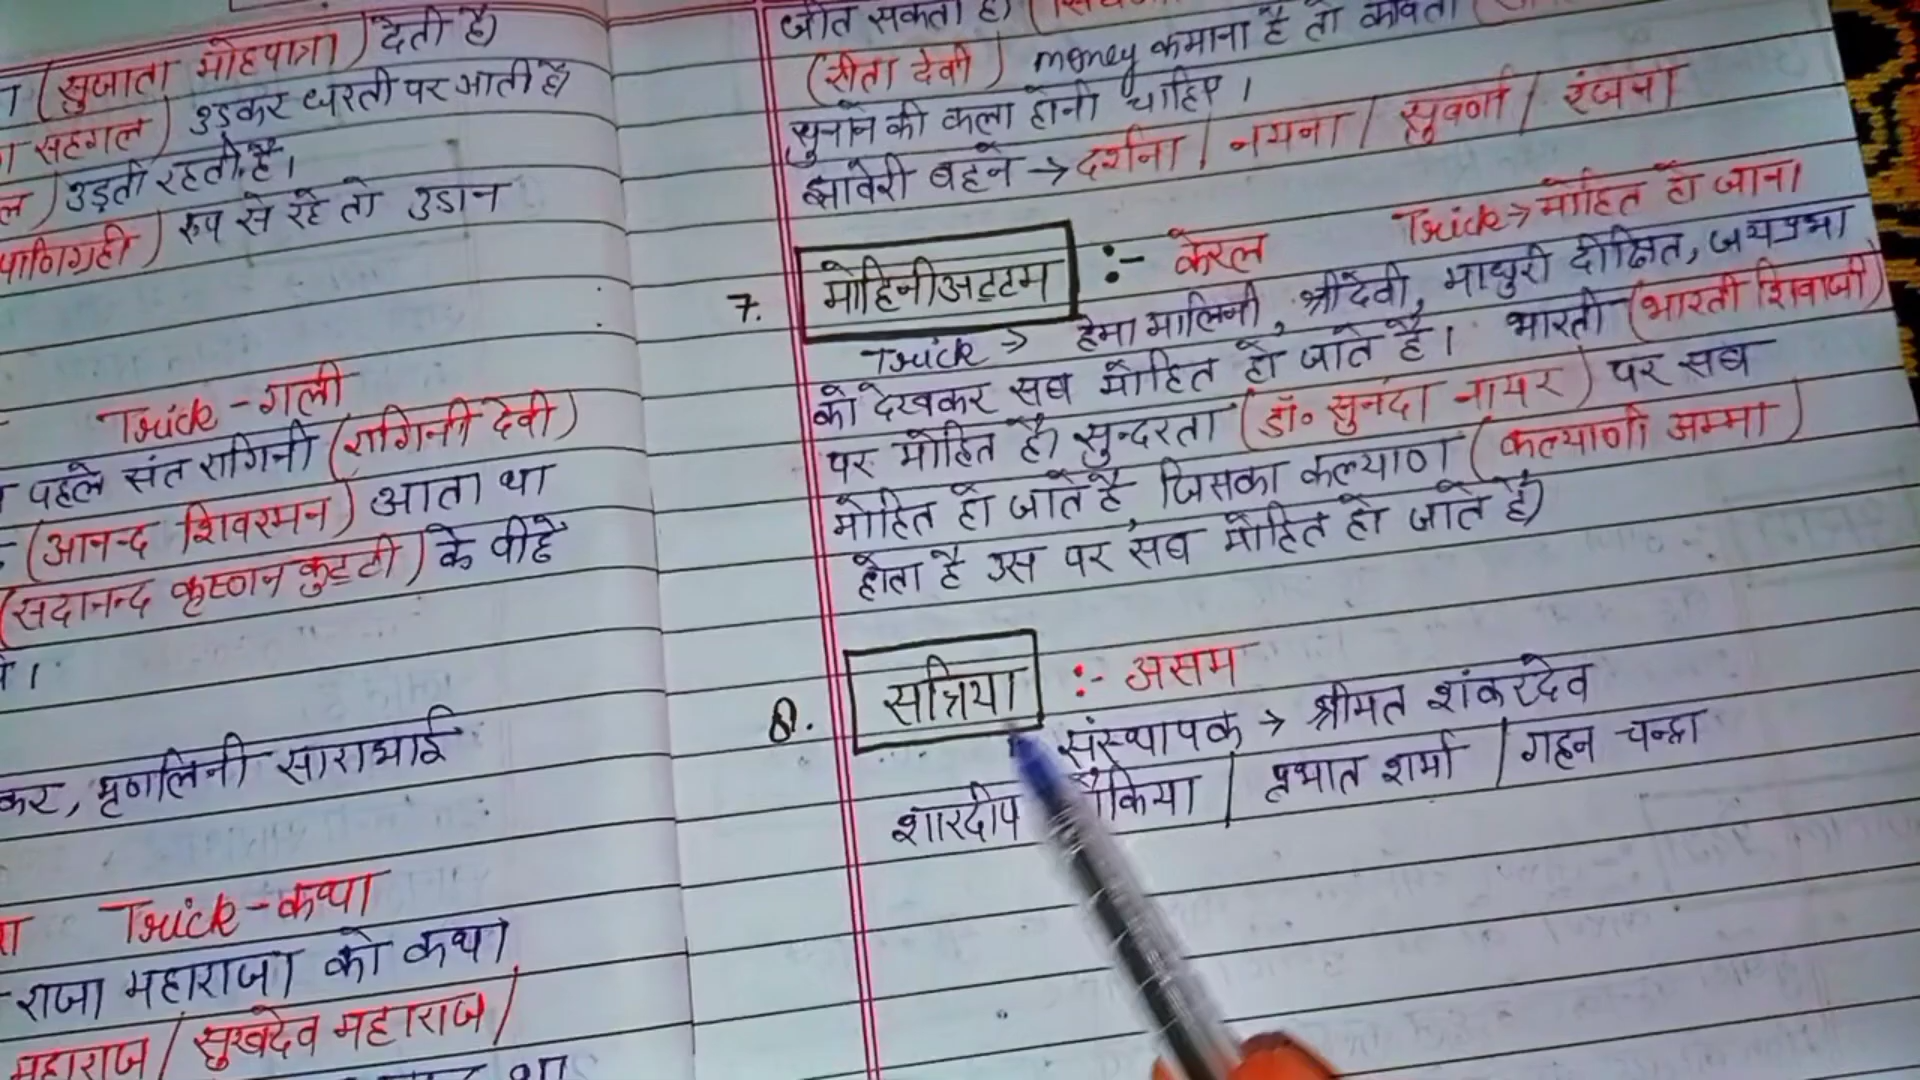 (सुजाता मोहपात्रा) देती है)
सहगल) उड़कर धरती पर आती है)
उड़ती रहती है।
पाणिग्रही) रूप से रहे तो उडान
Trick - गली
पहले संत रागिनी (रागिनी देवी)
(आनन्द शिवरमन) आता था
(सदानन्द कृष्णन कुट्टी) के पीछे
कर, मृणालिनी साराभाई
Trick - कथा
राजा महाराजा की कथा
महाराज / सुखदेव महाराज /
जीत सकता है)
(सीता देवी) money कमाना है तो कविता
सुनाने की कला होनी चाहिए।
झावेरी बहनें → दर्शना / नयना / सुवर्णा / रंजना
7. मोहिनीअट्टम :- केरल Trick → मोहित हो जाना
Trick → हेमा मालिनी, श्रीदेवी, माधुरी दीक्षित, जयप्रभा
को देखकर सब मोहित हो जाते है। भारती (भारती शिवाजी)
पर मोहित है) सुन्दरता (डॉ॰ सुनंदा नायर) पर सब
मोहित हो जाते है, जिसका कल्याण (कल्याणी अम्मा)
होता है उस पर सब मोहित हो जाते है)
8. सत्रिया :- असम
संस्थापक → श्रीमत शंकरदेव
शारदीप / प्रभात शर्मा / गहन चन्द्रा